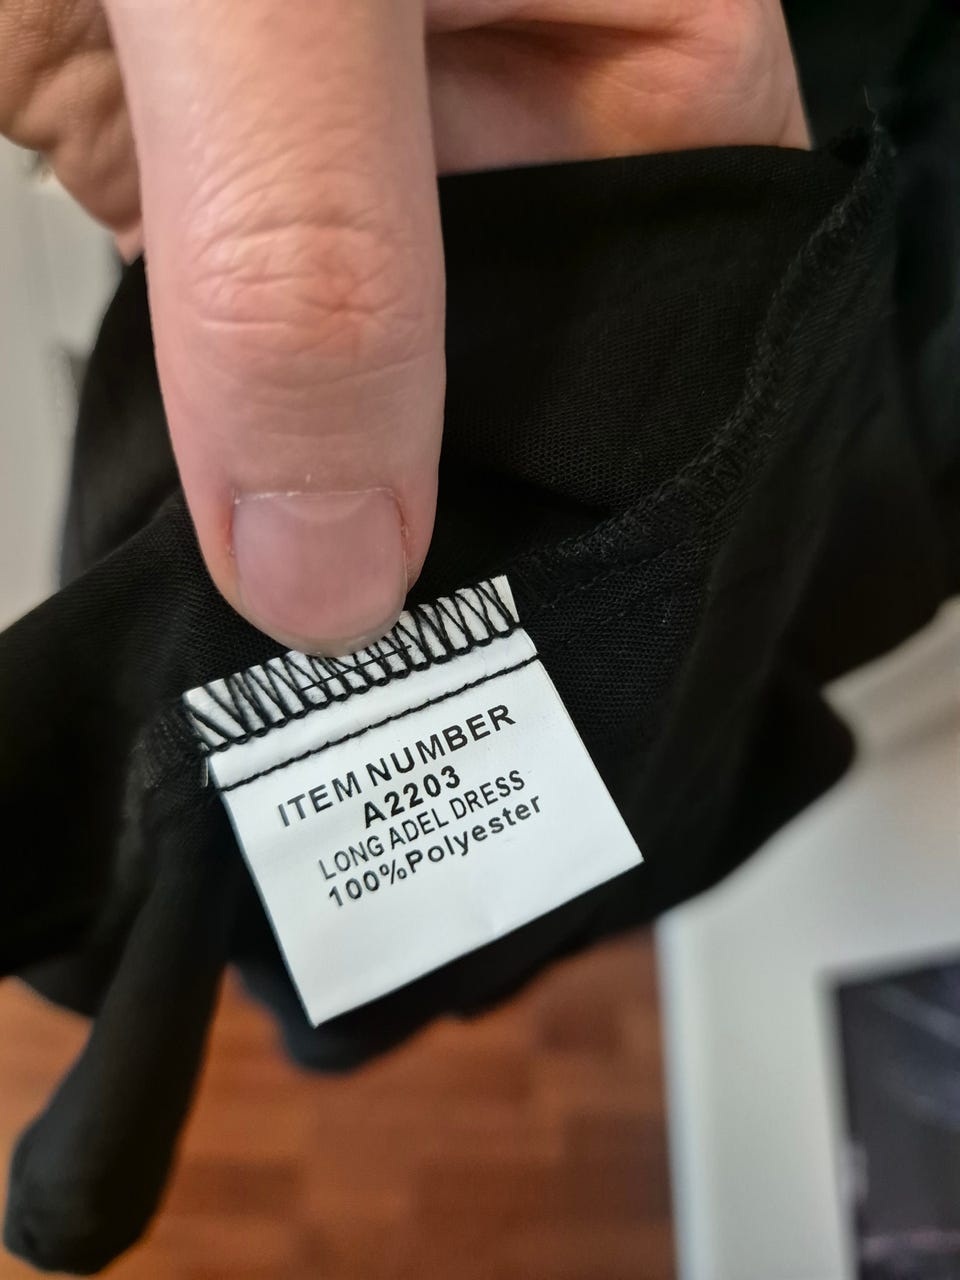 ITEM NUMBER
A2203
LONG ADEL DRESS
100%Polyester